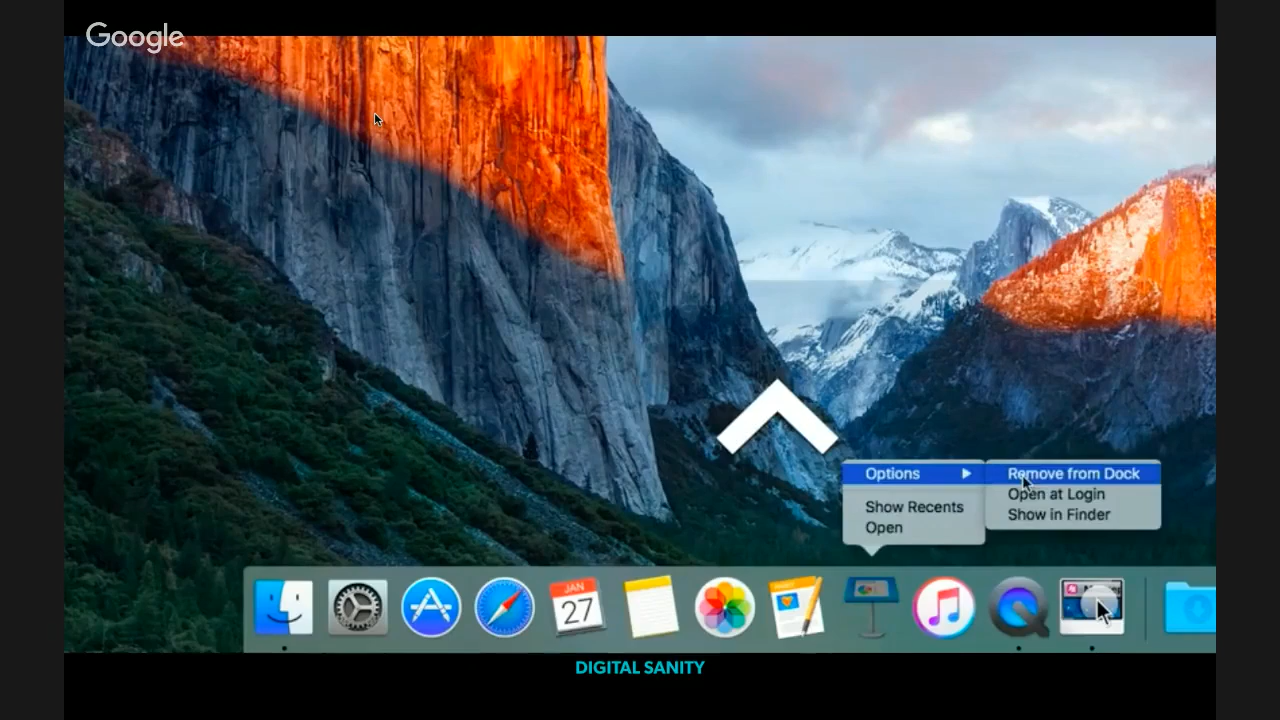 Google
Options
Remove from Dock
Open at Login
Show in Finder
Show Recents
Open
JAN
27
DIGITAL SANITY